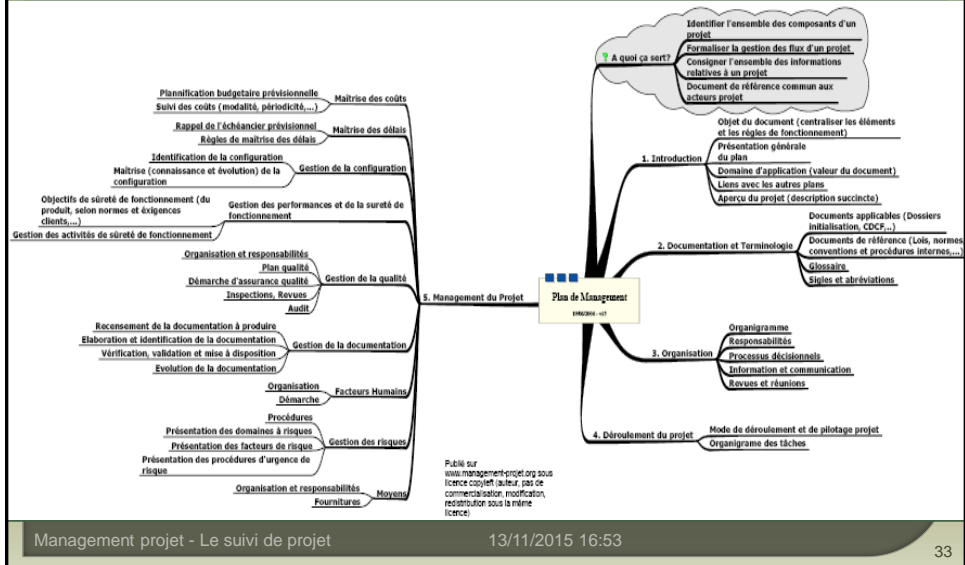 Identifier l'ensemble des composants d'un
projet
Formaliser la gestion des flux d'un projet
? A quoi ça sert?
Consigner l'ensemble des informations
relatives à un projet
Document de référence commun aux
acteurs projet
Objet du document (centraliser les éléments
et les règles de fonctionnement)
Présentation générale
du plan
1. Introduction
Domaine d'application (valeur du document)
Liens avec les autres plans
Aperçu du projet (description succincte)
Documents applicables (Dossiers
initialisation, CDCF,..)
2. Documentation et Terminologie
Documents de référence (Lois, normes,
conventions et procédures internes,...)
Glossaire
Sigles et abréviations
Plan de Management
Organigramme
Responsabilités
3. Organisation
Processus décisionnels
Information et communication
Revues et réunions
4. Déroulement du projet
Mode de déroulement et de pilotage projet
Organigrame des tâches
5. Management du Projet
Plannification budgetaire prévisionnelle
Maîtrise des coûts
Suivi des coûts (modalité, périodicité,...)
Rappel de l'échéancier prévisionnel
Maîtrise des délais
Règles de maîtrise des délais
Identification de la configuration
Gestion de la configuration
Maîtrise (connaissance et évolution) de la
configuration
Objectifs de sûreté de fonctionnement (du
produit, selon normes et éxigences
clients,...)
Gestion des performances et de la sureté de
fonctionnement
Gestion des activités de sûreté de fonctionnement
Organisation et responsabilités
Plan qualité
Démarche d'assurance qualité
Gestion de la qualité
Inspections, Revues
Audit
Recensement de la documentation à produire
Elaboration et identification de la documentation
Gestion de la documentation
Vérification, validation et mise à disposition
Evolution de la documentation
Organisation
Facteurs Humains
Démarche
Procédures
Présentation des domaines à risques
Gestion des risques
Présentation des facteurs de risque
Présentation des procédures d'urgence de
risque
Organisation et responsabilités
Moyens
Fournitures
Publié sur
www.management-projet.org sous
licence copyleft (auteur, pas de
commercialisation, modification,
redistribution sous la même
licence)
Management projet - Le suivi de projet
13/11/2015 16:53
33